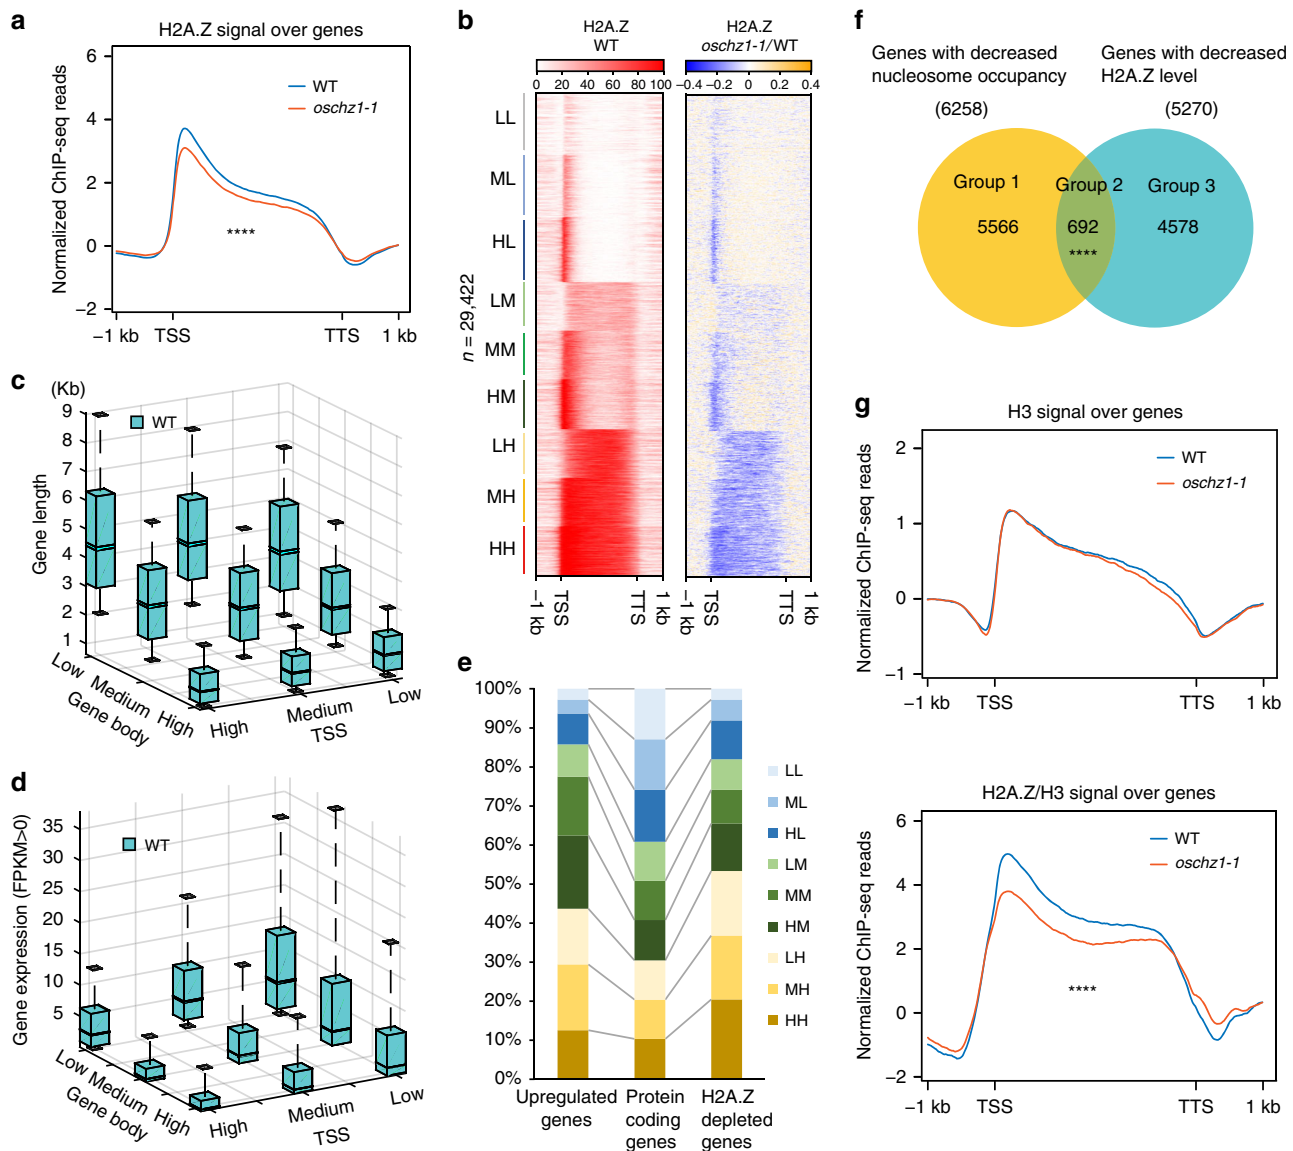 a
H2A.Z signal over genes
Normalized ChIP-seq reads
6
4
2
0
−2
WT
oschz1-1
****
−1 kb
TSS
TTS
1 kb
b
H2A.Z
WT
H2A.Z
oschz1-1/WT
0
20
40
60
80
100
−0.4
−0.2
0
0.2
0.4
n = 29,422
LL
ML
HL
LM
MM
HM
LH
MH
HH
−1 kb
TSS
TTS
1 kb
−1 kb
TSS
TTS
1 kb
c
(Kb)
Gene length
9
8
7
6
5
4
3
2
1
WT
Low
Medium
High
Gene body
High
Medium
Low
TSS
d
Gene expression (FPKM>0)
35
30
25
20
15
10
5
WT
Low
Medium
High
Gene body
High
Medium
Low
TSS
e
100%
90%
80%
70%
60%
50%
40%
30%
20%
10%
0%
Upregulated
genes
Protein
coding
genes
H2A.Z
depleted
genes
LL
ML
HL
LM
MM
HM
LH
MH
HH
f
Genes with decreased
nucleosome occupancy
(6258)
Genes with decreased
H2A.Z level
(5270)
Group 1
5566
Group 2
692
****
Group 3
4578
g
H3 signal over genes
Normalized ChIP-seq reads
2
1
0
−1
WT
oschz1-1
−1 kb
TSS
TTS
1 kb
H2A.Z/H3 signal over genes
Normalized ChIP-seq reads
6
4
2
0
−2
WT
oschz1-1
****
−1 kb
TSS
TTS
1 kb